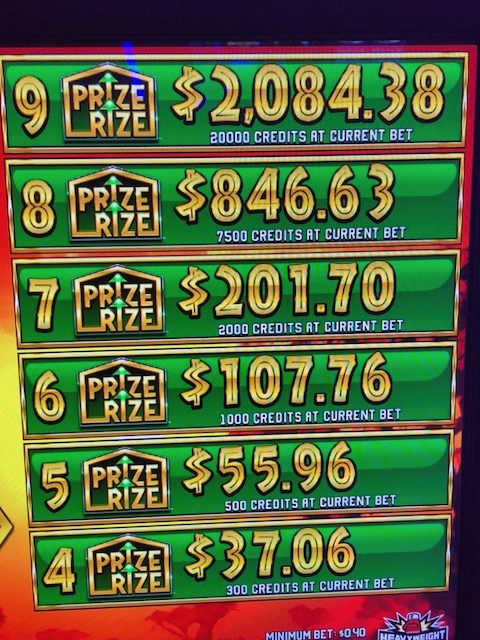 9 PRIZE RIZE $2,084.38
20000 CREDITS AT CURRENT BET
8 PRIZE RIZE $846.63
7500 CREDITS AT CURRENT BET
7 PRIZE RIZE $201.70
2000 CREDITS AT CURRENT BET
6 PRIZE RIZE $107.76
1000 CREDITS AT CURRENT BET
5 PRIZE RIZE $55.96
500 CREDITS AT CURRENT BET
4 PRIZE RIZE $37.06
300 CREDITS AT CURRENT BET
MINIMUM BET: $0.40 HEAVYWEIGHT